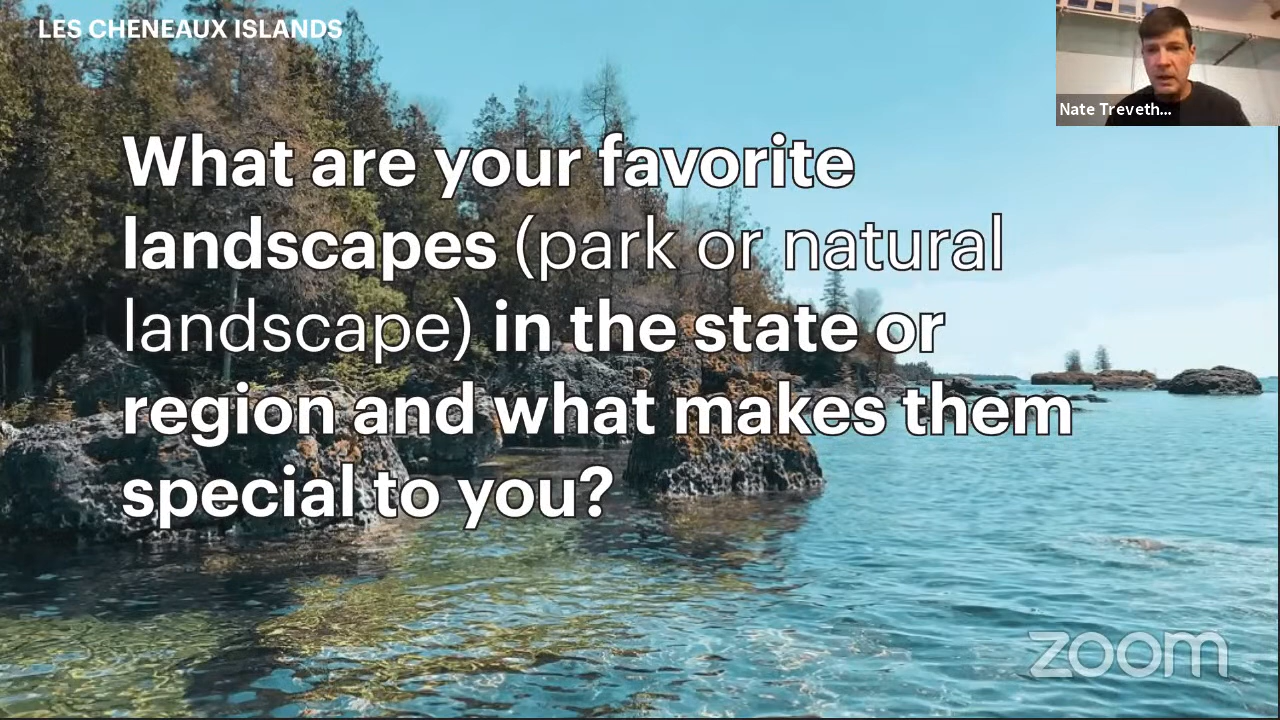 LES CHENEAUX ISLANDS
Nate Treveth...
What are your favorite
landscapes (park or natural
landscape) in the state or
region and what makes them
special to you?
zoom